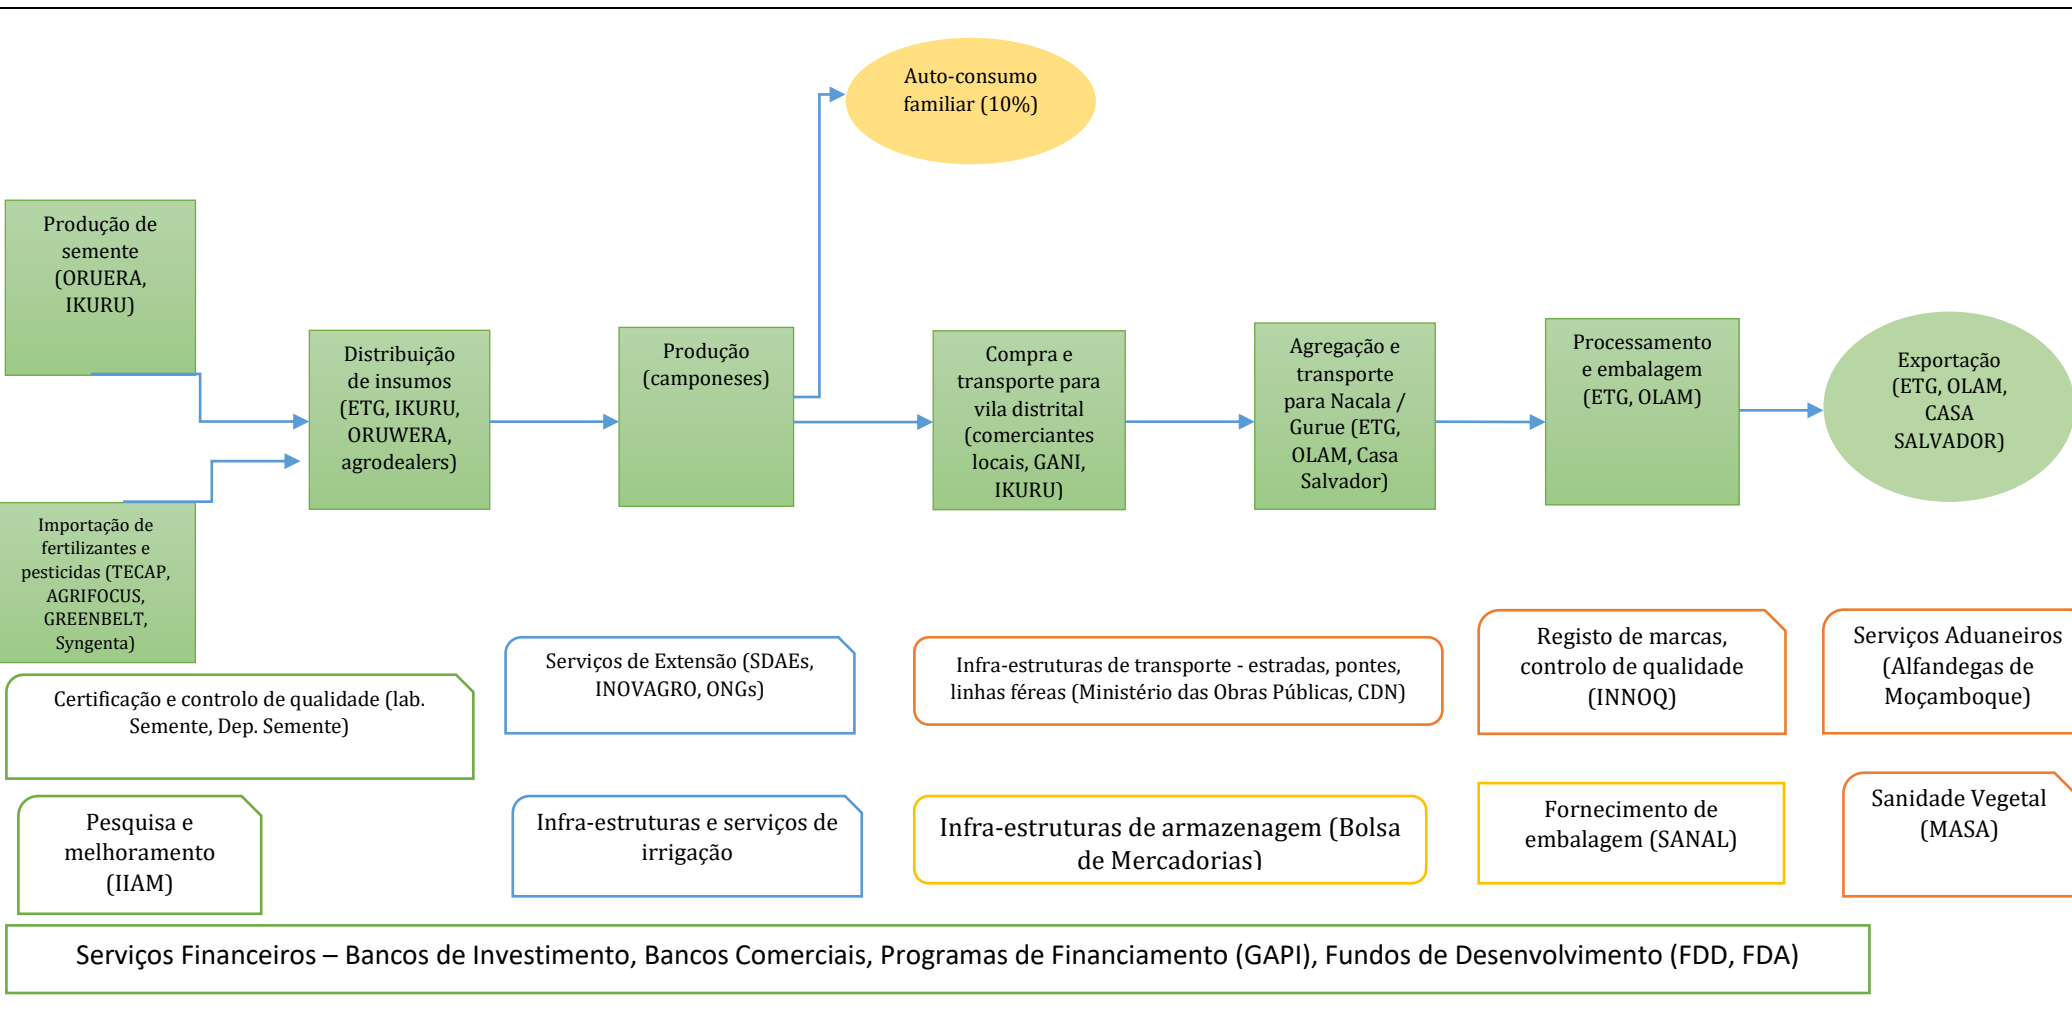 Auto-consumo
familiar (10%)
Produção de
semente
(ORUERA,
IKURU)
Importação de
fertilizantes e
pesticidas (TECAP,
AGRIFOCUS,
GREENBELT,
Syngenta)
Distribuição
de insumos
(ETG, IKURU,
ORUWERA,
agrodealers)
Produção
(camponeses)
Compra e
transporte para
vila distrital
(comerciantes
locais, GANI,
IKURU)
Agregação e
transporte
para Nacala /
Gurue (ETG,
OLAM, Casa
Salvador)
Processamento
e embalagem
(ETG, OLAM)
Exportação
(ETG, OLAM,
CASA
SALVADOR)
Certificação e controlo de qualidade (lab.
Semente, Dep. Semente)
Serviços de Extensão (SDAEs,
INOVAGRO, ONGs)
Infra-estruturas de transporte - estradas, pontes,
linhas féreas (Ministério das Obras Públicas, CDN)
Registo de marcas,
controlo de qualidade
(INNOQ)
Serviços Aduaneiros
(Alfandegas de
Moçamboque)
Pesquisa e
melhoramento
(IIAM)
Infra-estruturas e serviços de
irrigação
Infra-estruturas de armazenagem (Bolsa
de Mercadorias)
Fornecimento de
embalagem (SANAL)
Sanidade Vegetal
(MASA)
Serviços Financeiros – Bancos de Investimento, Bancos Comerciais, Programas de Financiamento (GAPI), Fundos de Desenvolvimento (FDD, FDA)